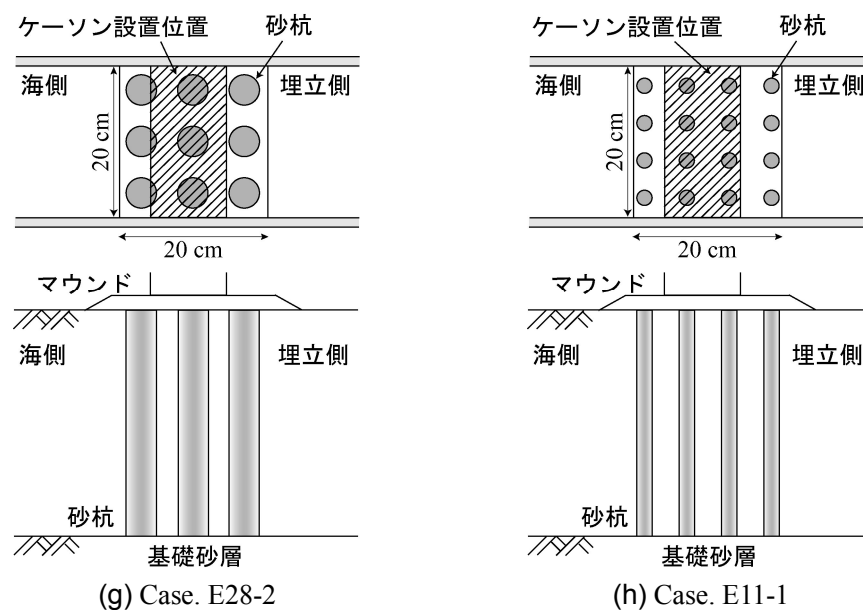 ケーソン設置位置
砂杭
海側
埋立側
20 cm
20 cm
マウンド
海側
埋立側
砂杭
基礎砂層
(g) Case. E28-2
ケーソン設置位置
砂杭
海側
埋立側
20 cm
20 cm
マウンド
海側
埋立側
砂杭
基礎砂層
(h) Case. E11-1